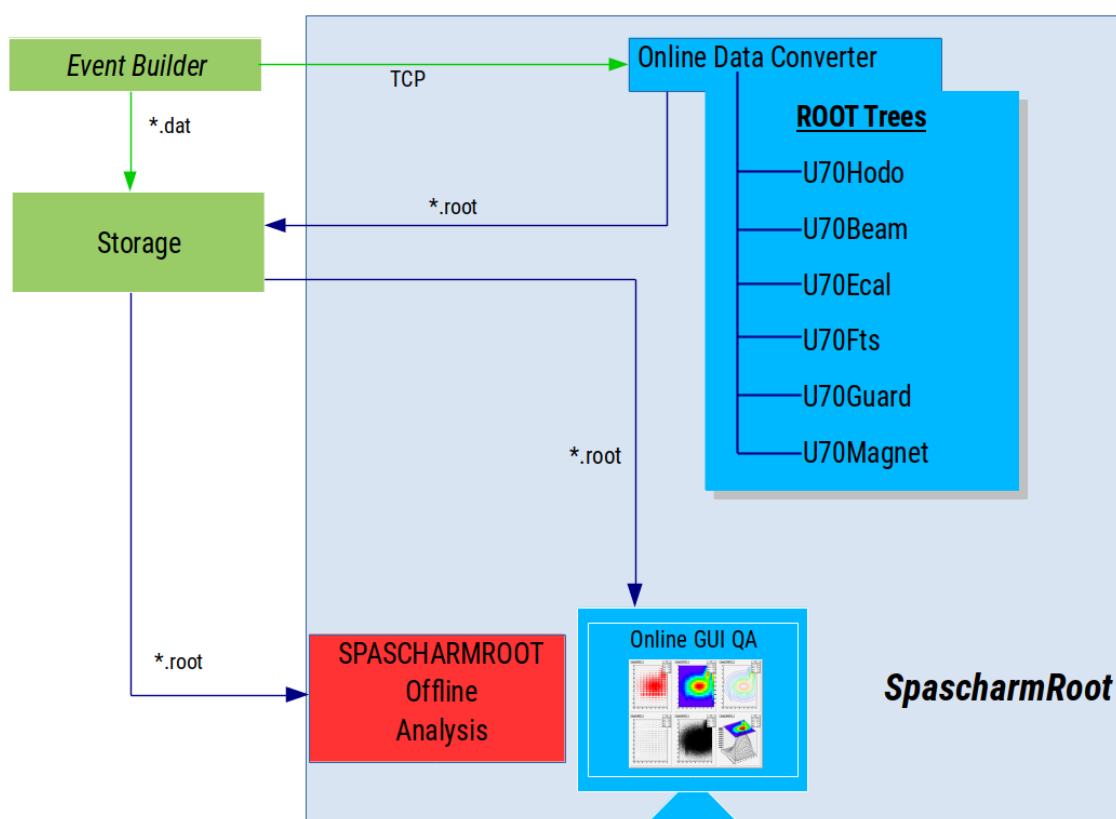 Event Builder
TCP
Online Data Converter
*.dat
ROOT Trees
U70Hodo
U70Beam
U70Ecal
U70Fts
U70Guard
U70Magnet
*.root
Storage
*.root
*.root
SPASCHARMROOT
Offline
Analysis
Online GUI QA
SpascharmRoot